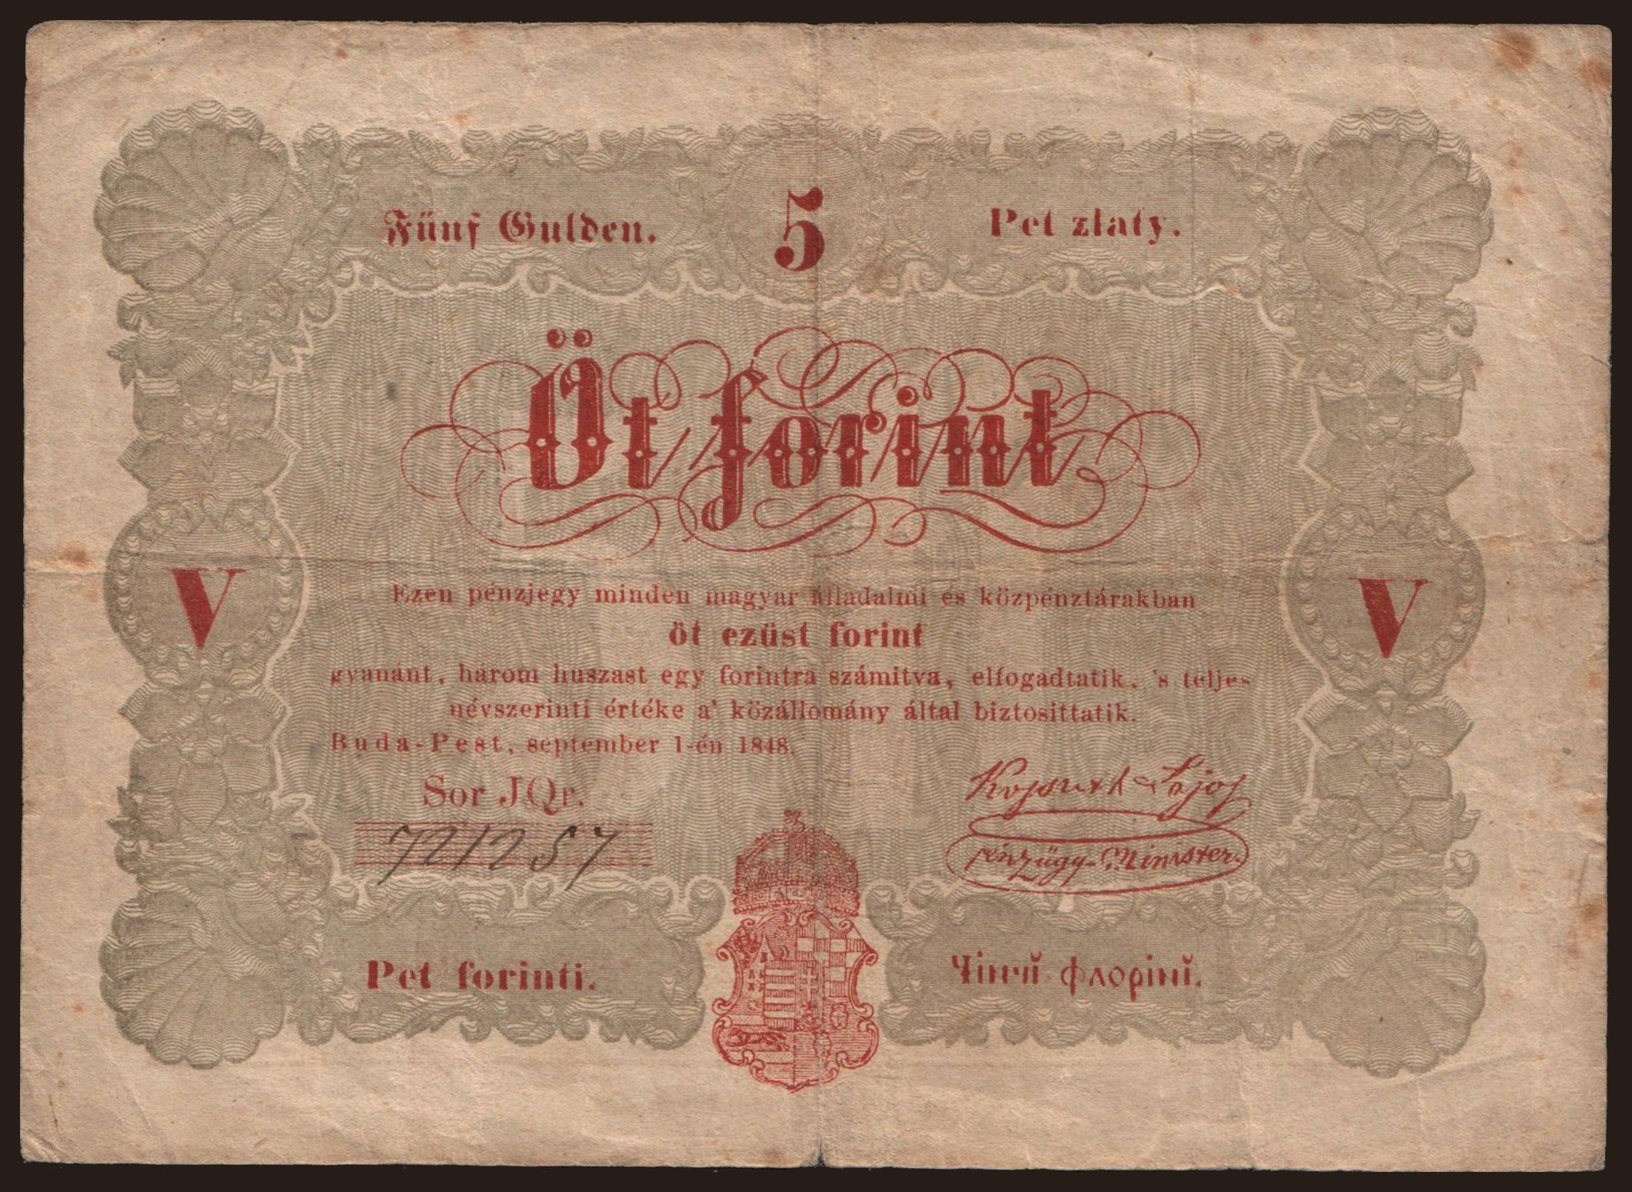 Fünf Gulden.
5
Pet zlaty.
Öt forint
V
V
Ezen pénzjegy minden magyar álladalmi és közpénztárakban
öt ezüst forint
gyanánt, három huszast egy forintra számitva, elfogadtatik, 's teljes
névszerinti értéke a' közállomány által biztosittatik.
Buda-Pest, september 1-én 1848.
Sor JQr.
721257
Kossuth Lajos
pénzügy-Minister.
Pet forinti.
Чінчĭ флорінĭ.